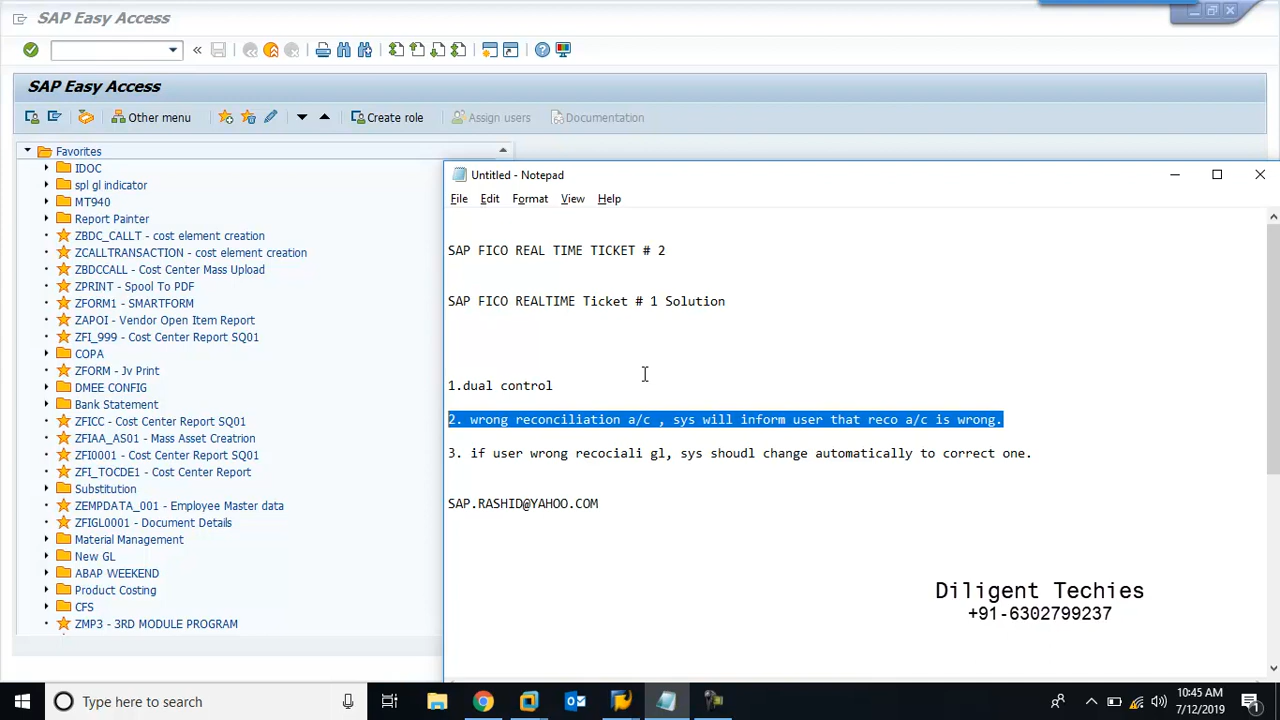 SAP Easy Access
SAP Easy Access
Other menu
Create role
Assign users
Documentation
Favorites
IDOC
spl gl indicator
MT940
Report Painter
ZBDC_CALLT - cost element creation
ZCALLTRANSACTION - cost element creation
ZBDCCALL - Cost Center Mass Upload
ZPRINT - Spool To PDF
ZFORM1 - SMARTFORM
ZAPOI - Vendor Open Item Report
ZFI_999 - Cost Center Report SQ01
COPA
ZFORM - Jv Print
DMEE CONFIG
Bank Statement
ZFICC - Cost Center Report SQ01
ZFIAA_AS01 - Mass Asset Creatrion
ZFI0001 - Cost Center Report SQ01
ZFI_TOCDE1 - Cost Center Report
Substitution
ZEMPDATA_001 - Employee Master data
ZFIGL0001 - Document Details
Material Management
New GL
ABAP WEEKEND
Product Costing
CFS
ZMP3 - 3RD MODULE PROGRAM
Untitled - Notepad
File Edit Format View Help
SAP FICO REAL TIME TICKET # 2
SAP FICO REALTIME Ticket # 1 Solution
1.dual control
2. wrong reconciliation a/c , sys will inform user that reco a/c is wrong.
3. if user wrong recociali gl, sys shoudl change automatically to correct one.
SAP.RASHID@YAHOO.COM
Diligent Techies
+91-6302799237
Type here to search
10:45 AM
7/12/2019
1